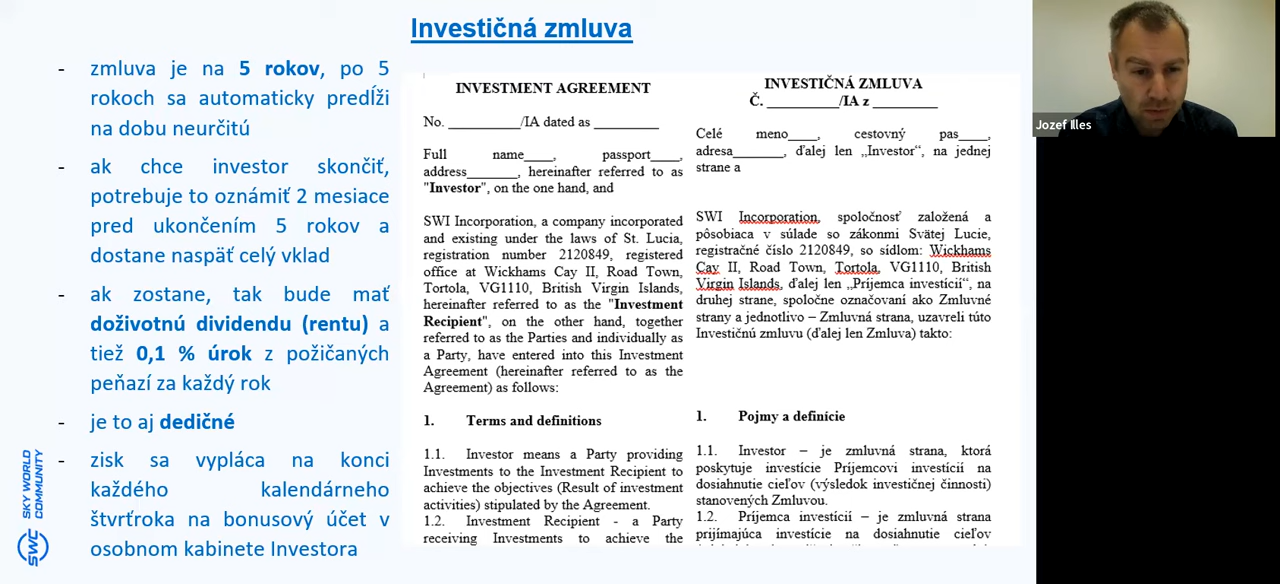 Investičná zmluva
- zmluva je na 5 rokov, po 5
rokoch sa automaticky predĺži
na dobu neurčitú
- ak chce investor skončiť,
potrebuje to oznámiť 2 mesiace
pred ukončením 5 rokov a
dostane naspäť celý vklad
- ak zostane, tak bude mať
doživotnú dividendu (rentu) a
tiež 0,1 % úrok z požičaných
peňazí za každý rok
- je to aj dedičné
- zisk sa vypláca na konci
každého kalendárneho
štvrťroka na bonusový účet v
osobnom kabinete Investora
SWC SKY WORLD
COMMUNITY
INVESTMENT AGREEMENT
No. __________/IA dated as _________
Full name____, passport____,
address_______, hereinafter referred to as
"Investor", on the one hand, and
SWI Incorporation, a company incorporated
and existing under the laws of St. Lucia,
registration number 2120849, registered
office at Wickhams Cay II, Road Town,
Tortola, VG1110, British Virgin Islands,
hereinafter referred to as the "Investment
Recipient", on the other hand, together
referred to as the Parties and individually as
a Party, have entered into this Investment
Agreement (hereinafter referred to as the
Agreement) as follows:
1. Terms and definitions
1.1. Investor means a Party providing
Investments to the Investment Recipient to
achieve the objectives (Result of investment
activities) stipulated by the Agreement.
1.2. Investment Recipient - a Party
receiving Investments to achieve the
INVESTIČNÁ ZMLUVA
Č. __________/IA z _________
Celé meno____, cestovný pas____,
adresa_______, ďalej len „Investor“, na jednej
strane a
SWI Incorporation, spoločnosť založená a
pôsobiaca v súlade so zákonmi Svätej Lucie,
registračné číslo 2120849, so sídlom: Wickhams
Cay II, Road Town, Tortola, VG1110, British
Virgin Islands, ďalej len „Príjemca investícií“, na
druhej strane, spoločne označovaní ako Zmluvné
strany a jednotlivo – Zmluvná strana, uzavreli túto
Investičnú zmluvu (ďalej len Zmluva) takto:
1. Pojmy a definície
1.1. Investor – je zmluvná strana, ktorá
poskytuje investície Príjemcovi investícií na
dosiahnutie cieľov (výsledok investičnej činnosti)
stanovených Zmluvou.
1.2. Príjemca investícií – je zmluvná strana
prijímajúca investície na dosiahnutie cieľov
Jozef Illes